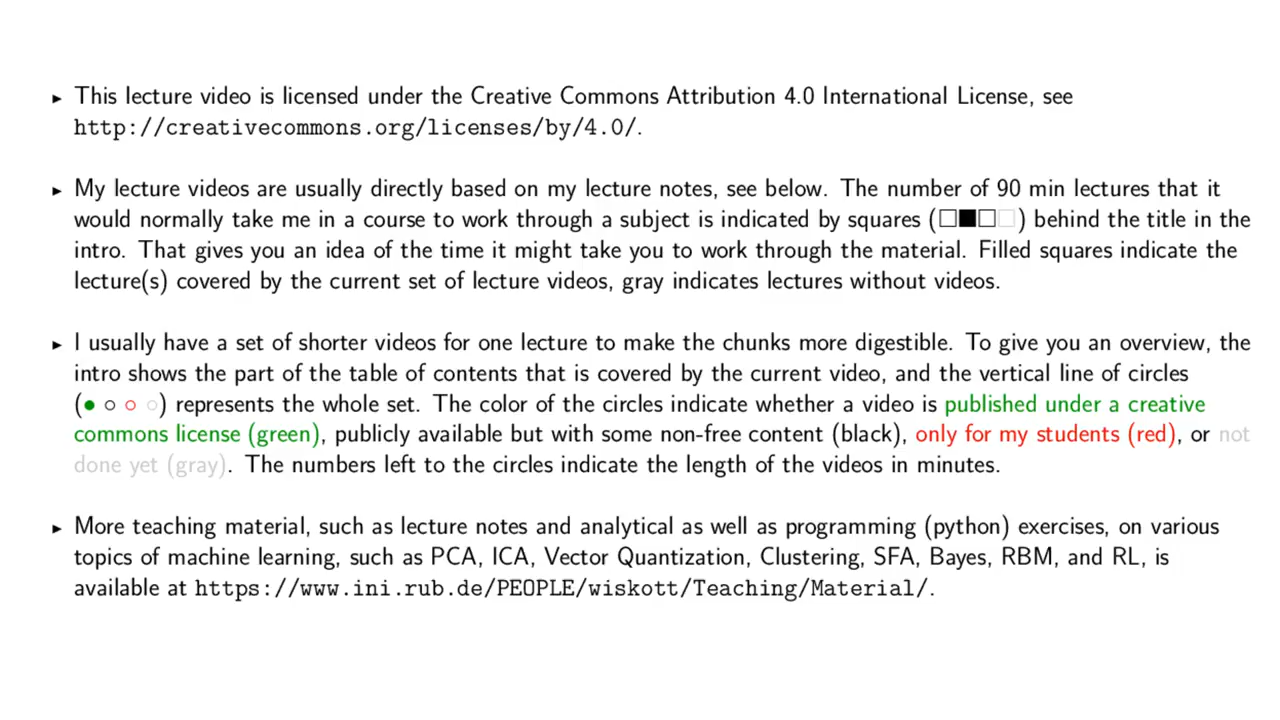 ▸ This lecture video is licensed under the Creative Commons Attribution 4.0 International License, see
http://creativecommons.org/licenses/by/4.0/.
▸ My lecture videos are usually directly based on my lecture notes, see below. The number of 90 min lectures that it
would normally take me in a course to work through a subject is indicated by squares (□■□□) behind the title in the
intro. That gives you an idea of the time it might take you to work through the material. Filled squares indicate the
lecture(s) covered by the current set of lecture videos, gray indicates lectures without videos.
▸ I usually have a set of shorter videos for one lecture to make the chunks more digestible. To give you an overview, the
intro shows the part of the table of contents that is covered by the current video, and the vertical line of circles
(● ○ ○ ○) represents the whole set. The color of the circles indicate whether a video is published under a creative
commons license (green), publicly available but with some non-free content (black), only for my students (red), or not
done yet (gray). The numbers left to the circles indicate the length of the videos in minutes.
▸ More teaching material, such as lecture notes and analytical as well as programming (python) exercises, on various
topics of machine learning, such as PCA, ICA, Vector Quantization, Clustering, SFA, Bayes, RBM, and RL, is
available at https://www.ini.rub.de/PEOPLE/wiskott/Teaching/Material/.